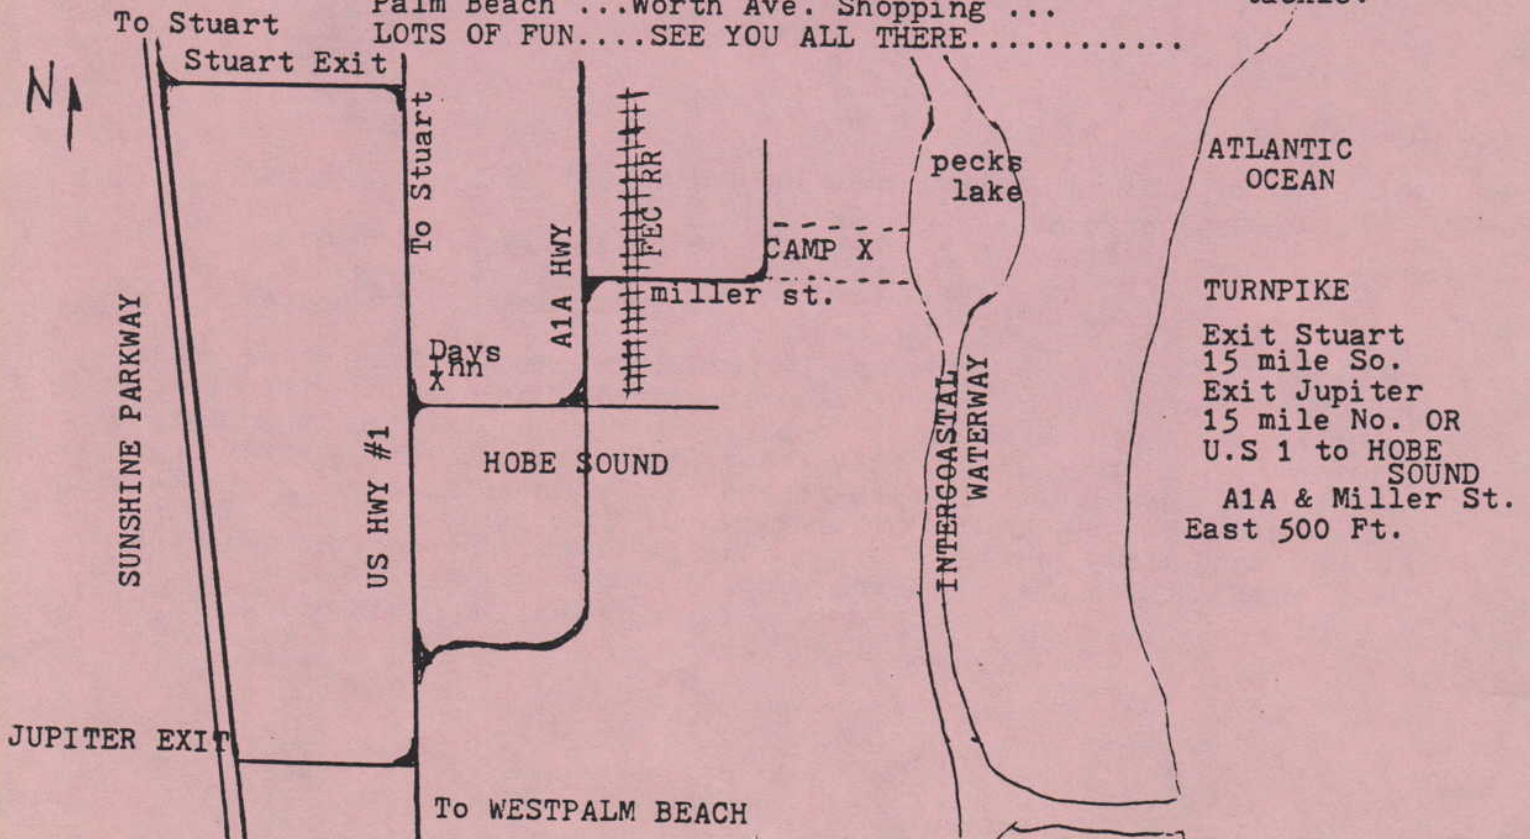 Palm Beach ...Worth Ave. Shopping ...
To Stuart
LOTS OF FUN....SEE YOU ALL THERE.............
Stuart Exit
N
To Stuart
A1A HWY
FEC RR
pecks
lake
ATLANTIC
OCEAN
CAMP X
miller st.
SUNSHINE PARKWAY
Days
Inn
X
US HWY #1
HOBE SOUND
INTERCOASTAL
WATERWAY
TURNPIKE
Exit Stuart
15 mile So.
Exit Jupiter
15 mile No. OR
U.S 1 to HOBE
SOUND
A1A & Miller St.
East 500 Ft.
JUPITER EXIT
To WESTPALM BEACH